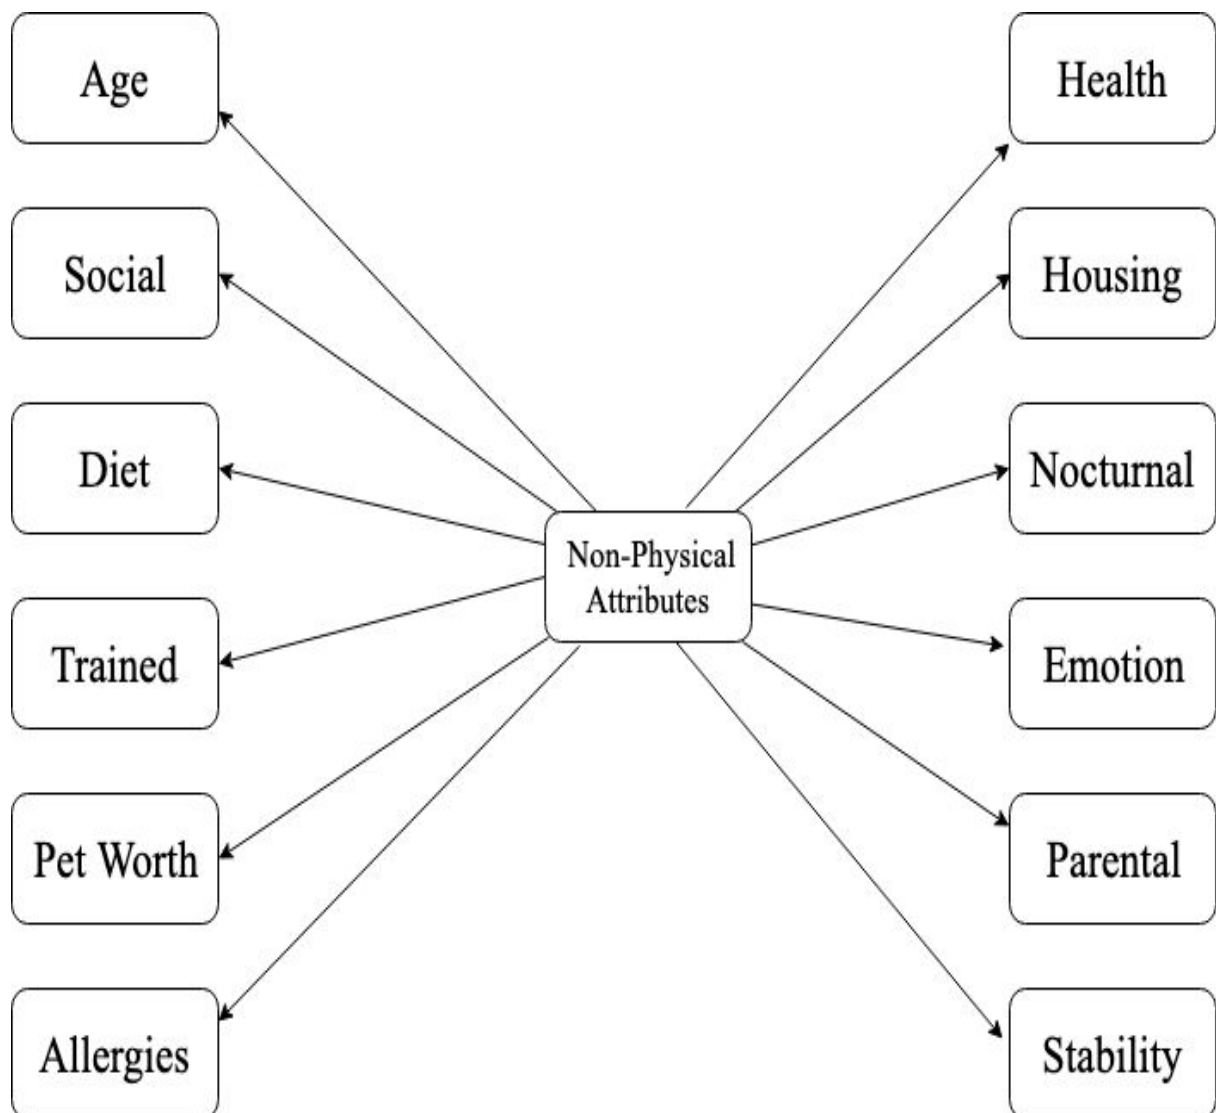 Age
Health
Social
Housing
Diet
Nocturnal
Non-Physical
Attributes
Trained
Emotion
Pet Worth
Parental
Allergies
Stability